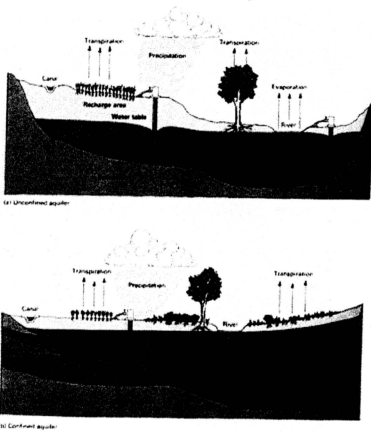 Transpiration
Transpiration
Precipitation
Canal
Evaporation
Recharge area
Water table
River
(a) Unconfined aquifer
Transpiration
Transpiration
Precipitation
Canal
River
(b) Confined aquifer